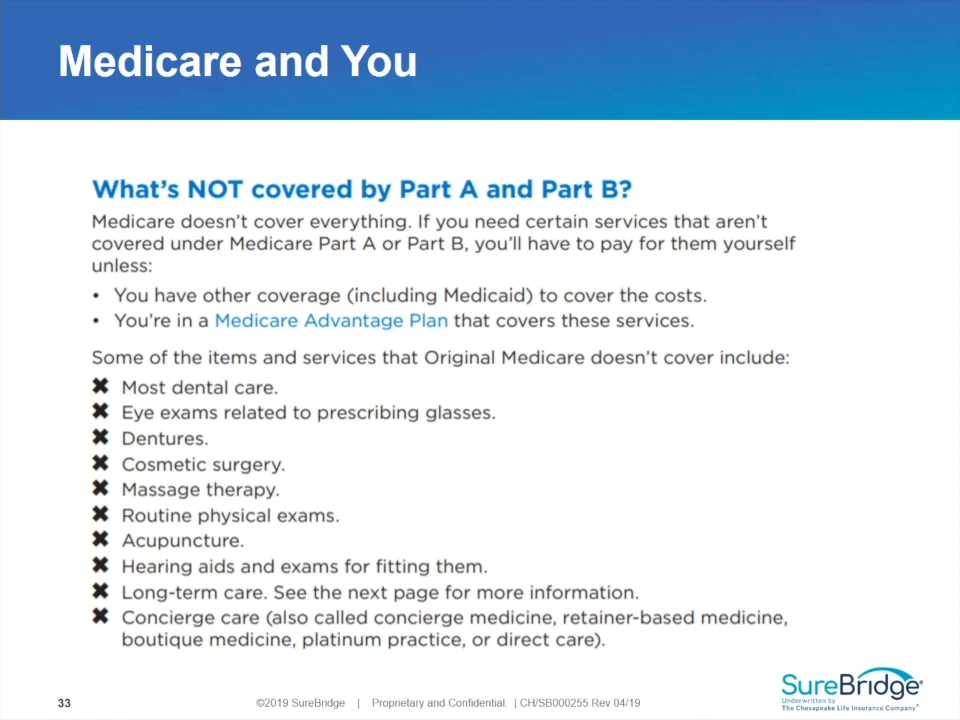 Medicare and You
What's NOT covered by Part A and Part B?
Medicare doesn't cover everything. If you need certain services that aren't
covered under Medicare Part A or Part B, you'll have to pay for them yourself
unless:
• You have other coverage (including Medicaid) to cover the costs.
• You're in a Medicare Advantage Plan that covers these services.
Some of the items and services that Original Medicare doesn't cover include:
✖ Most dental care.
✖ Eye exams related to prescribing glasses.
✖ Dentures.
✖ Cosmetic surgery.
✖ Massage therapy.
✖ Routine physical exams.
✖ Acupuncture.
✖ Hearing aids and exams for fitting them.
✖ Long-term care. See the next page for more information.
✖ Concierge care (also called concierge medicine, retainer-based medicine,
boutique medicine, platinum practice, or direct care).
33
©2019 SureBridge | Proprietary and Confidential. | CH/SB000255 Rev 04/19
SureBridge®
Underwritten by
The Chesapeake Life Insurance Company®